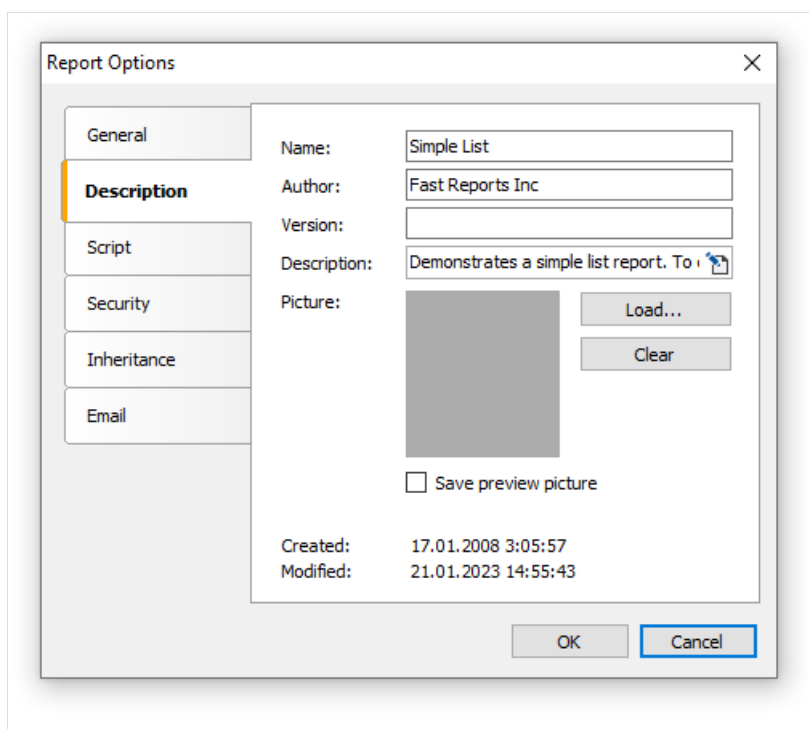 Report Options
General
Description
Script
Security
Inheritance
Email
Name: Simple List
Author: Fast Reports Inc
Version:
Description: Demonstrates a simple list report. To
Picture:
Load...
Clear
Save preview picture
Created: 17.01.2008 3:05:57
Modified: 21.01.2023 14:55:43
OK Cancel